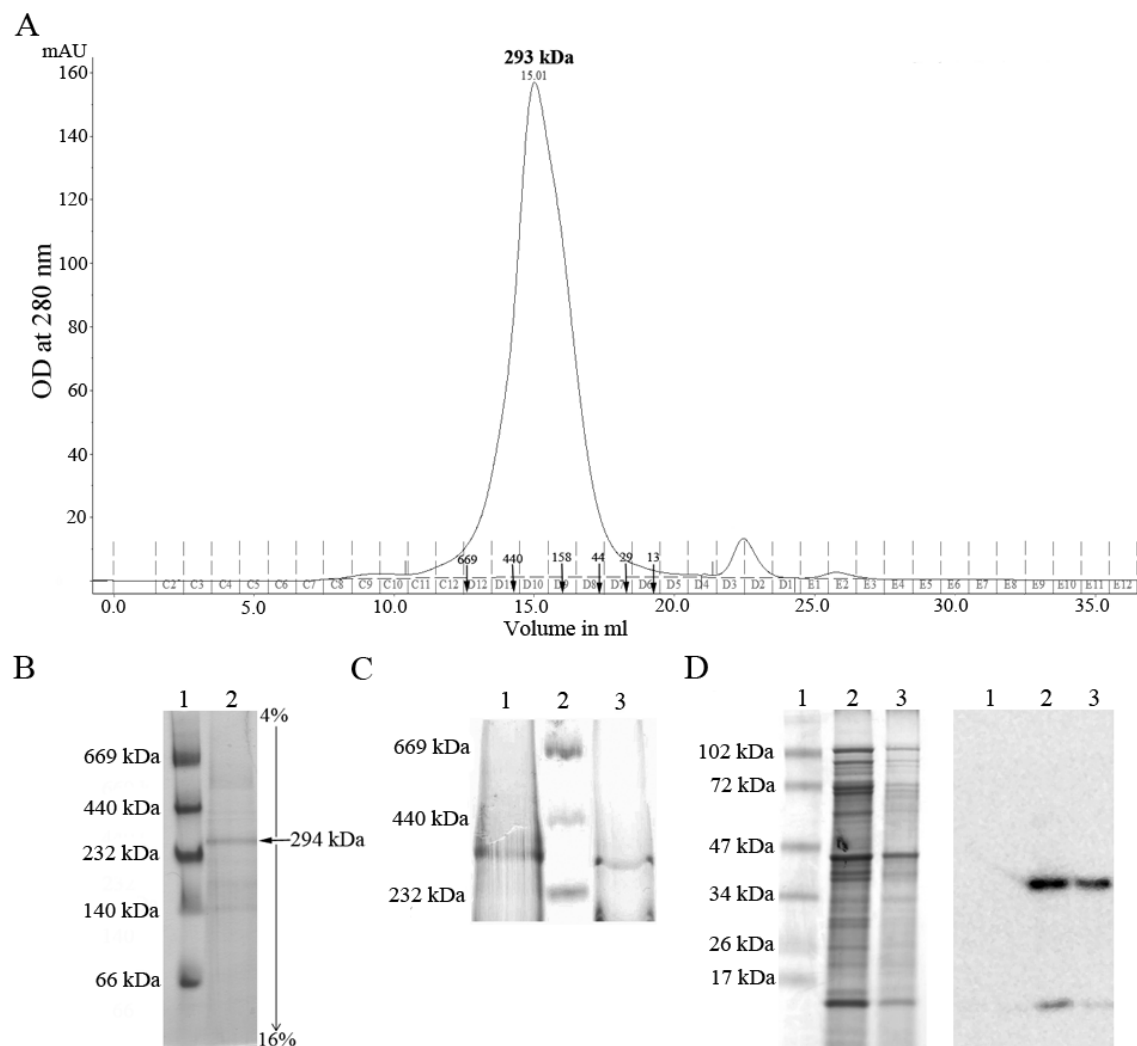 A
mAU
293 kDa
15.01
160
140
120
100
80
60
40
20
OD at 280 nm
669 440 158 44 29 13
C2 C3 C4 C5 C6 C7 C8 C9 C10 C11 C12 D12 D11 D10 D8 D7 D6 D5 D4 D3 D2 D1 E1 E2 E3 E4 E5 E6 E7 E8 E9 E10 E11 E12
0.0 5.0 10.0 15.0 20.0 25.0 30.0 35.0
Volume in ml
B
1 2
4%
669 kDa
440 kDa
294 kDa
232 kDa
140 kDa
66 kDa
16%
C
1 2 3
669 kDa
440 kDa
232 kDa
D
1 2 3 1 2 3
102 kDa
72 kDa
47 kDa
34 kDa
26 kDa
17 kDa